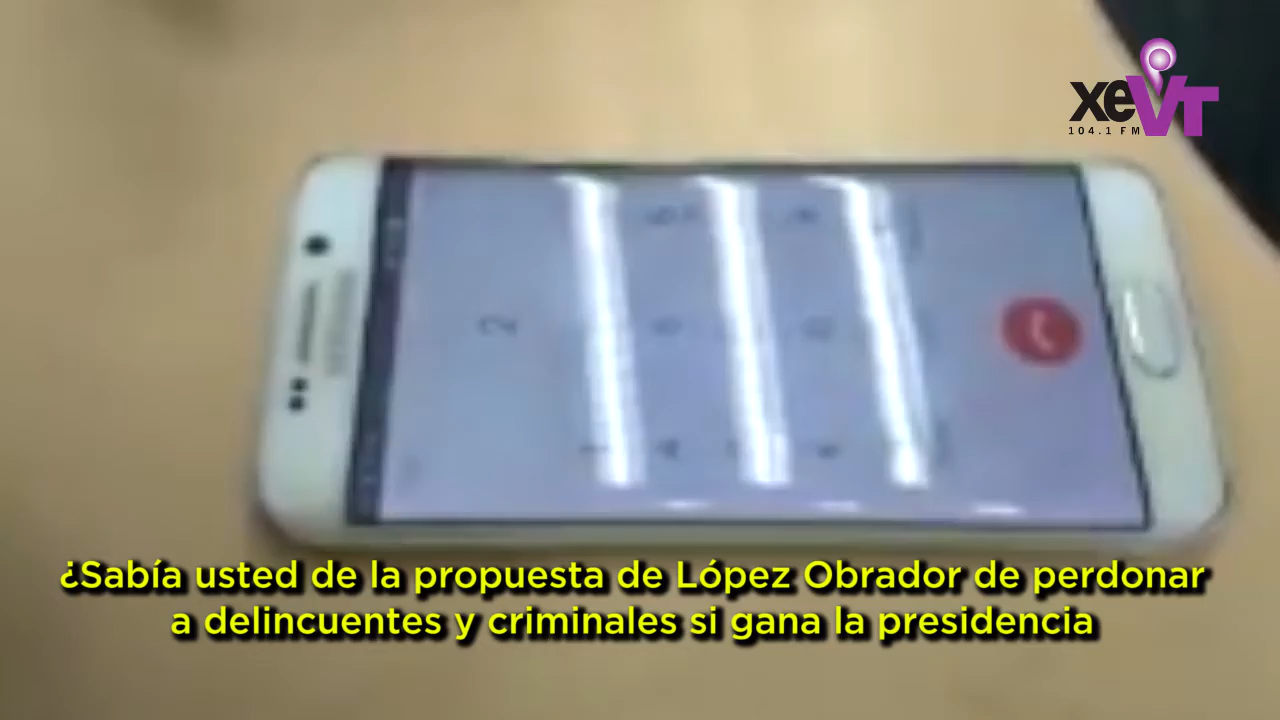 xeVT
104.1 FM
2
¿Sabía usted de la propuesta de López Obrador de perdonar
a delincuentes y criminales si gana la presidencia